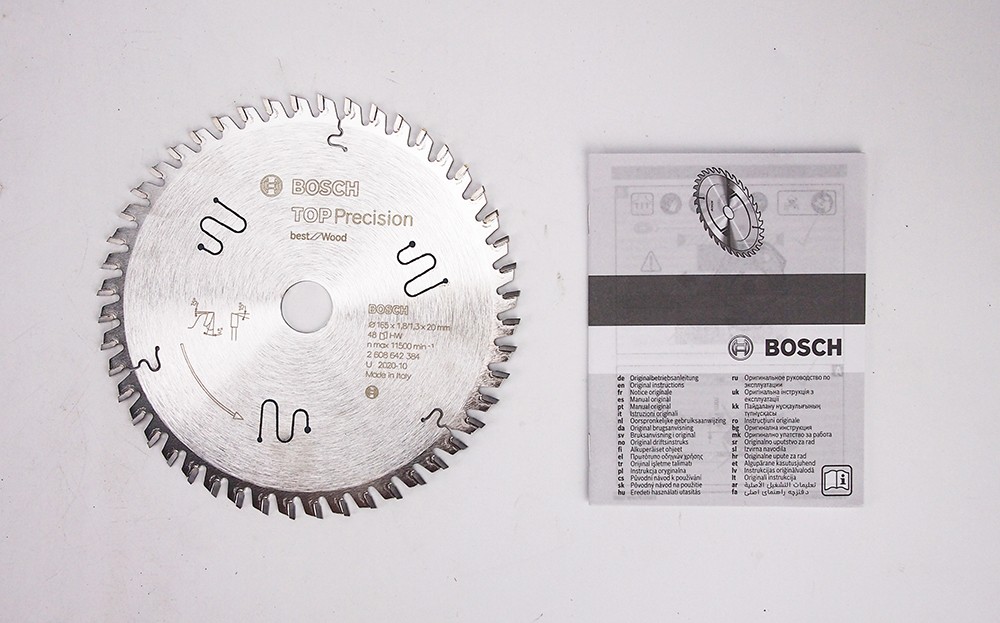 BOSCH
TOP Precision
best for Wood
BOSCH
Ø 165 x 1,8/1,3 x 20 mm
48 HW
n max 11500 min⁻¹
2 608 642 384
U 2020-10
Made in Italy
BOSCH
de Originalbetriebsanleitung
en Original instructions
fr Notice originale
es Manual original
pt Manual original
it Istruzioni originali
nl Oorspronkelijke gebruiksaanwijzing
da Original brugsanvisning
sv Bruksanvisning i original
no Original driftsinstruks
fi Alkuperäiset ohjeet
el Πρωτότυπο οδηγιών χρήσης
tr Orijinal işletme talimatı
pl Instrukcja oryginalna
cs Původní návod k používání
sk Pôvodný návod na použitie
hu Eredeti használati utasítás
ru Оригинальное руководство по
эксплуатации
uk Оригінальна інструкція з
експлуатації
kk Пайдалану нұсқаулығының
түпнұсқасы
ro Instrucțiuni originale
bg Оригинална инструкция
mk Оригинално упатство за работа
sr Originalno uputstvo za rad
sl Izvirna navodila
hr Originalne upute za rad
et Algupärane kasutusjuhend
lv Instrukcijas oriģinālvalodā
lt Originali instrukcija
ar تعليمات التشغيل الأصلية
fa دفترچه راهنمای اصلی